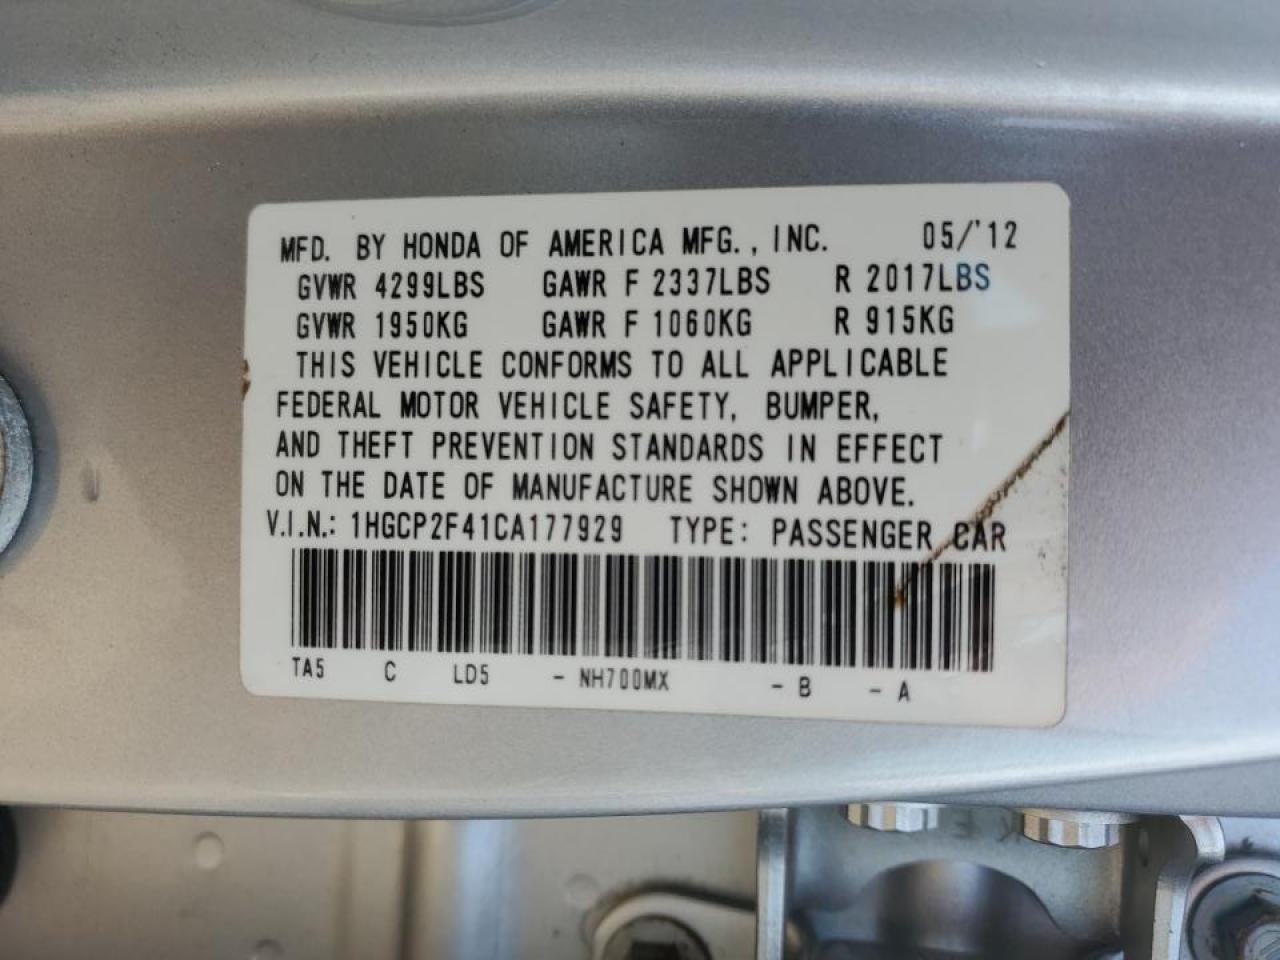 MFD. BY HONDA OF AMERICA MFG., INC. 05/'12
GVWR 4299LBS GAWR F 2337LBS R 2017LBS
GVWR 1950KG GAWR F 1060KG R 915KG
THIS VEHICLE CONFORMS TO ALL APPLICABLE
FEDERAL MOTOR VEHICLE SAFETY, BUMPER,
AND THEFT PREVENTION STANDARDS IN EFFECT
ON THE DATE OF MANUFACTURE SHOWN ABOVE.
V.I.N.: 1HGCP2F41CA177929 TYPE: PASSENGER CAR
TA5 C LD5 - NH700MX - B - A